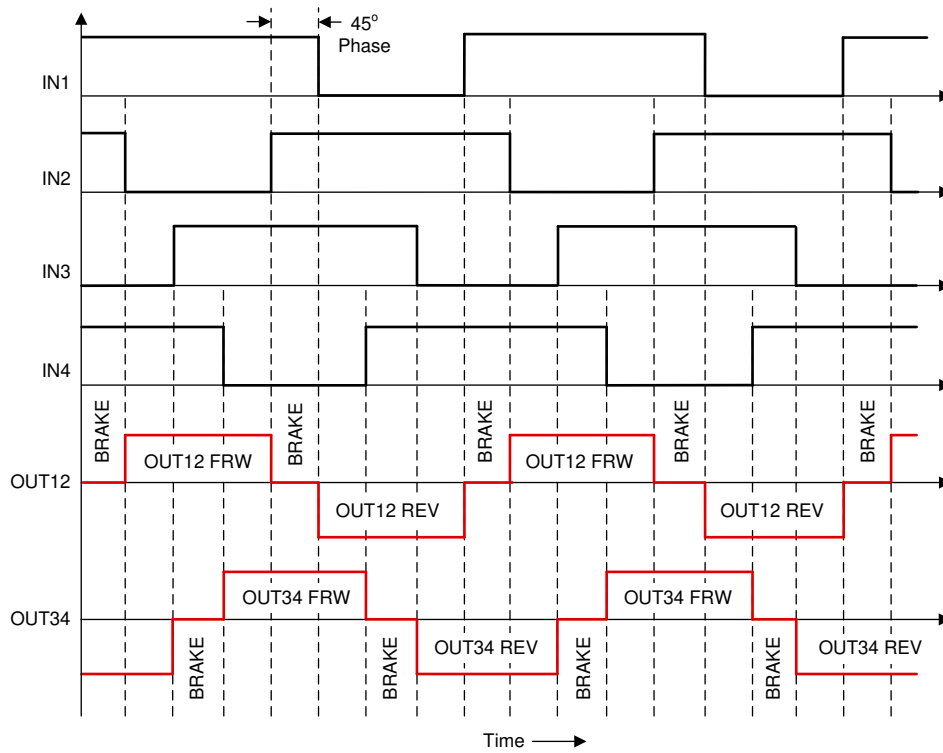 45°
Phase
IN1
IN2
IN3
IN4
BRAKE
BRAKE
BRAKE
BRAKE
BRAKE
OUT12 FRW
OUT12 FRW
OUT12
OUT12 REV
OUT12 REV
OUT34 FRW
OUT34 FRW
OUT34
OUT34 REV
OUT34 REV
BRAKE
BRAKE
BRAKE
BRAKE
Time